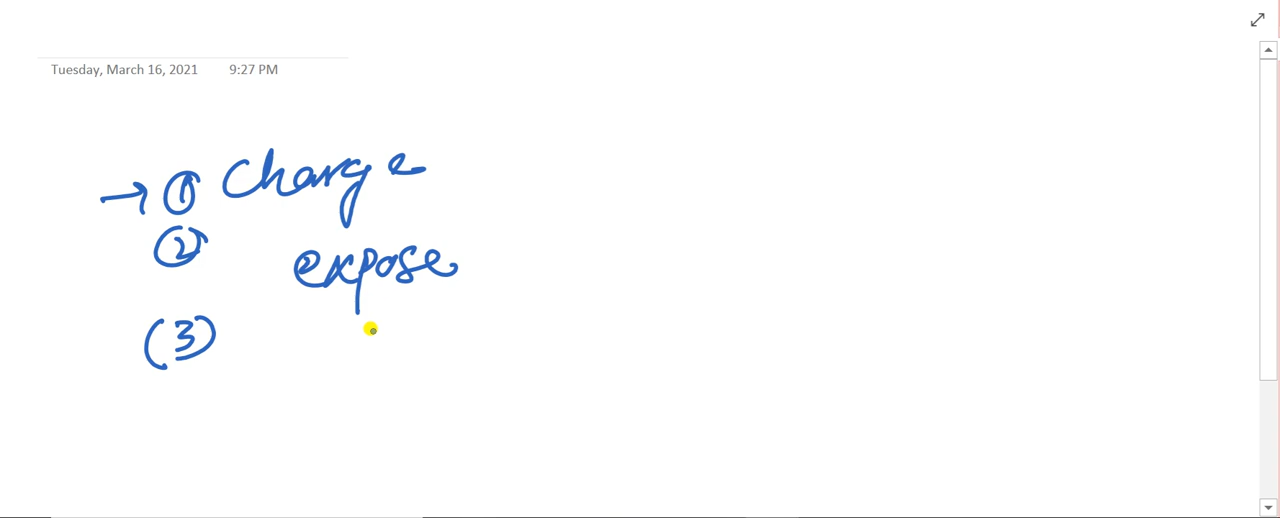 Tuesday, March 16, 2021 9:27 PM
→ ① Charge
② expose
(3)